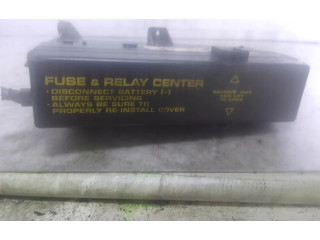 FUSE & RELAY CENTER
• DISCONNECT BATTERY [-]
BEFORE SERVICING
• ALWAYS BE SURE TO
PROPERLY RE-INSTALL COVER